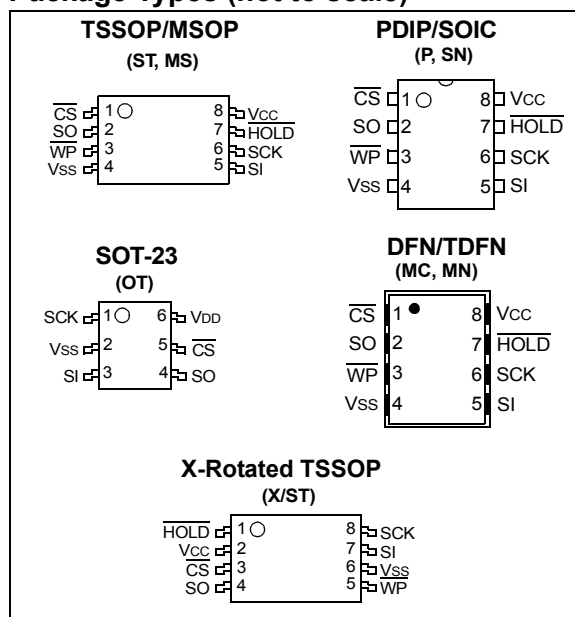 Package Types (not to scale)
TSSOP/MSOP
(ST, MS)
CS 1 8 VCC
SO 2 7 HOLD
WP 3 6 SCK
VSS 4 5 SI
PDIP/SOIC
(P, SN)
CS 1 8 VCC
SO 2 7 HOLD
WP 3 6 SCK
VSS 4 5 SI
SOT-23
(OT)
SCK 1 6 VDD
VSS 2 5 CS
SI 3 4 SO
DFN/TDFN
(MC, MN)
CS 1 8 VCC
SO 2 7 HOLD
WP 3 6 SCK
VSS 4 5 SI
X-Rotated TSSOP
(X/ST)
HOLD 1 8 SCK
VCC 2 7 SI
CS 3 6 VSS
SO 4 5 WP